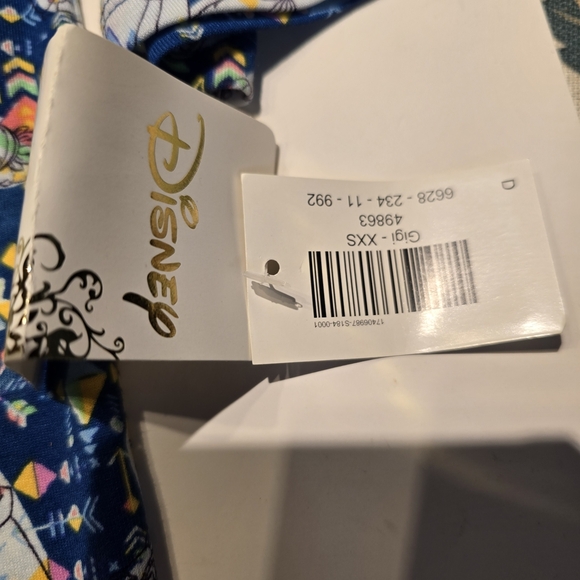 Disney
D
6628 - 234 - 11 - 992
49863
Gigi - XXS
17406987-S184-0001